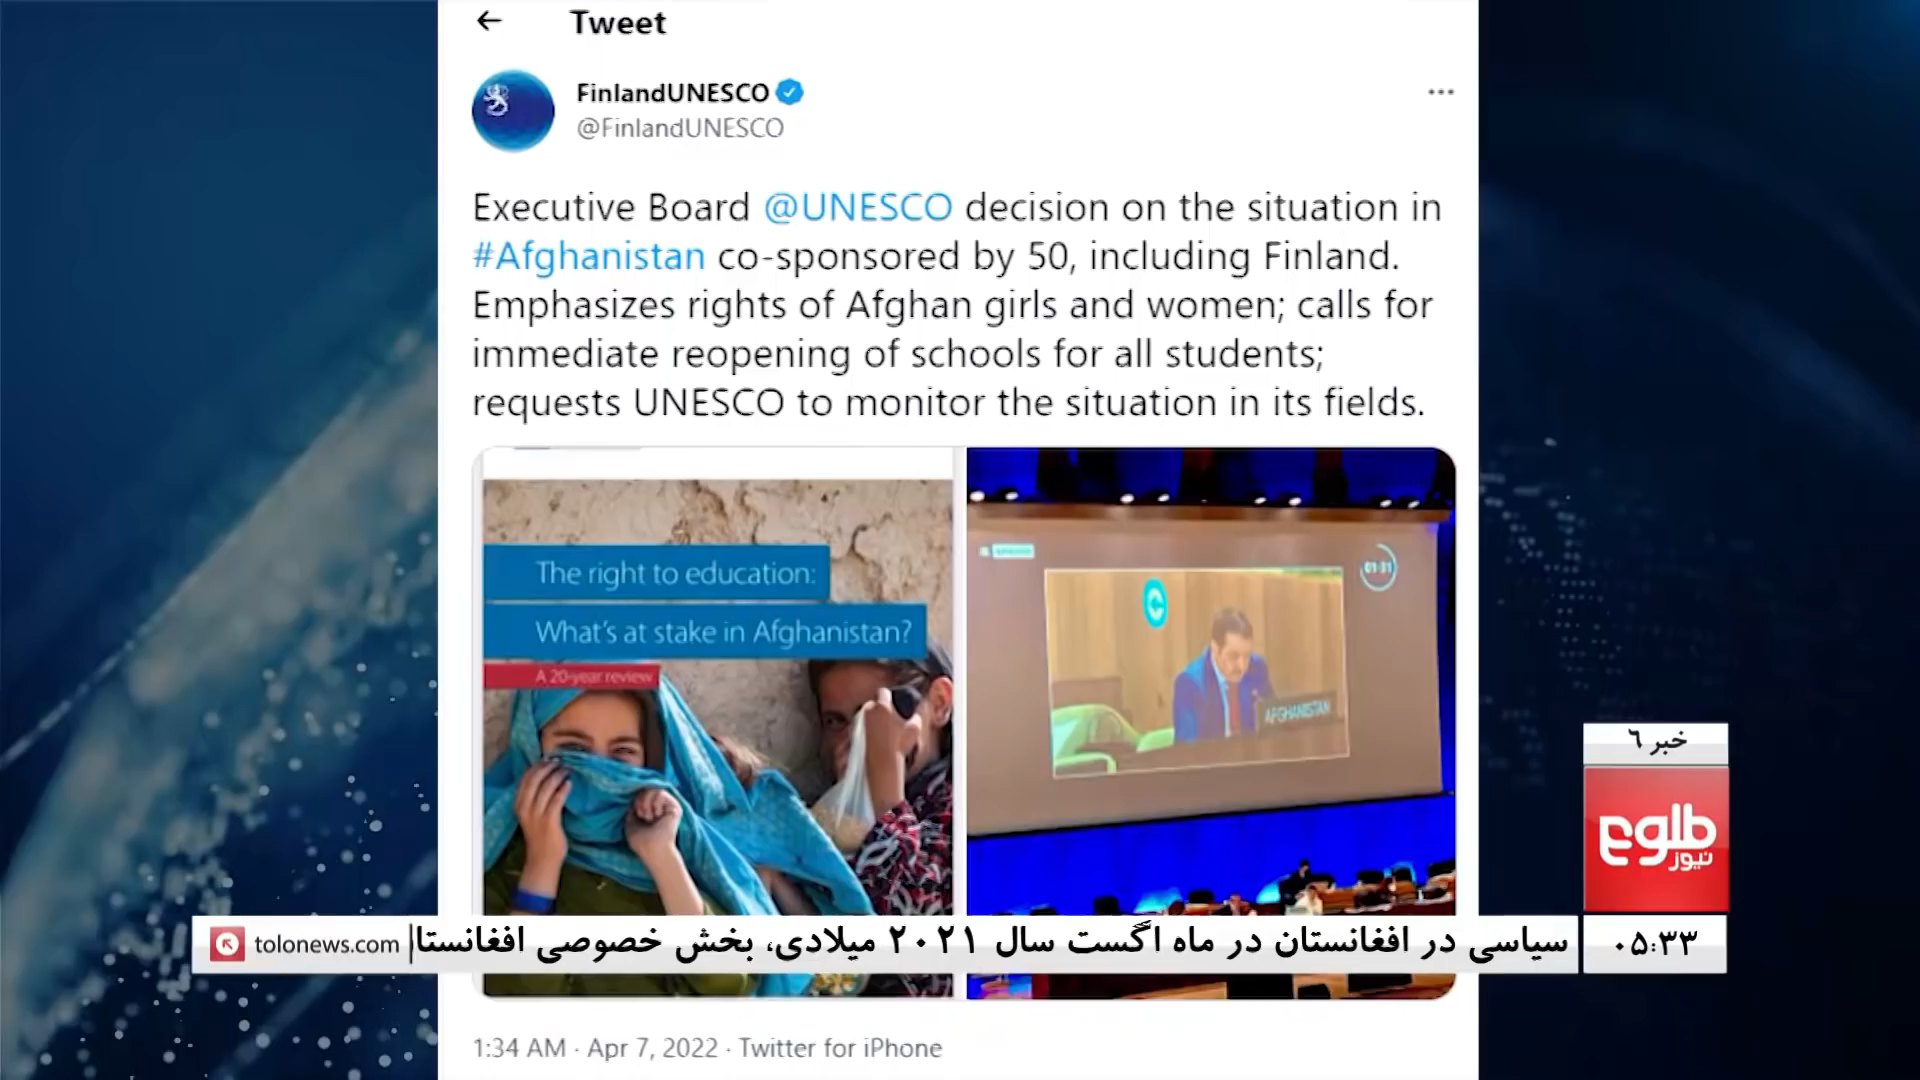 Tweet
FinlandUNESCO
@FinlandUNESCO
Executive Board @UNESCO decision on the situation in
#Afghanistan co-sponsored by 50, including Finland.
Emphasizes rights of Afghan girls and women; calls for
immediate reopening of schools for all students;
requests UNESCO to monitor the situation in its fields.
The right to education:
What's at stake in Afghanistan?
A 20-year review
01:31
AFGHANISTAN
خبر ٦
طلوع
نیوز
tolonews.com
سیاسی در افغانستان در ماه اگست سال ۲۰۲۱ میلادی، بخش خصوصی افغانستا
۰۵:۳۳
1:34 AM · Apr 7, 2022 · Twitter for iPhone